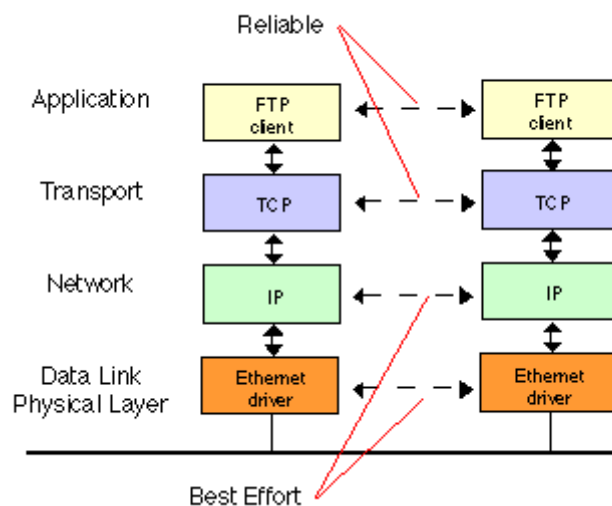 Reliable
Application
FTP
client
FTP
client
Transport
TCP
TCP
Network
IP
IP
Data Link
Physical Layer
Ethernet
driver
Ethernet
driver
Best Effort